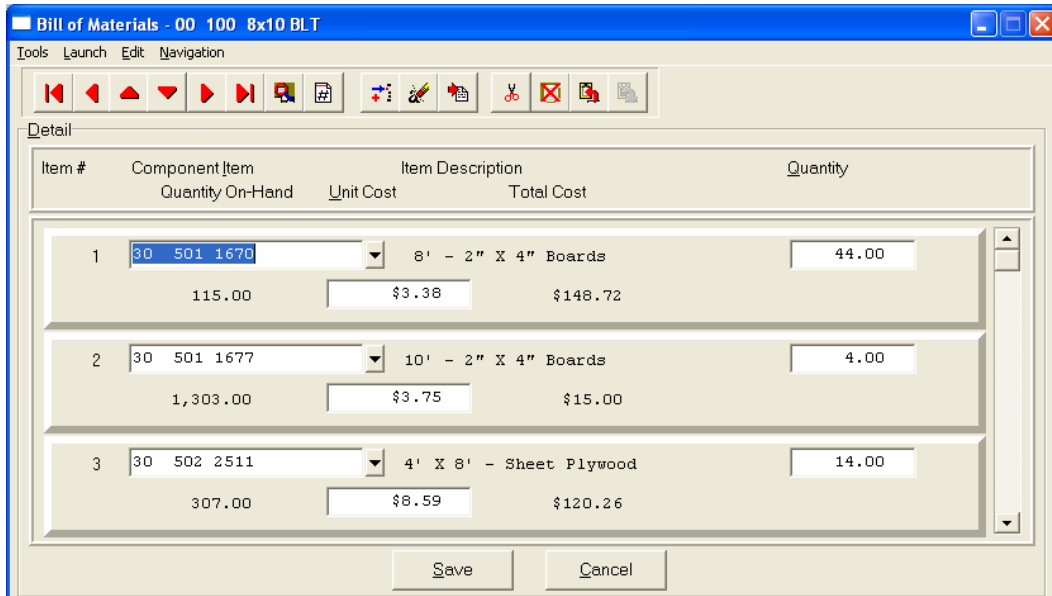 Bill of Materials - 00 100 8x10 BLT
Tools Launch Edit Navigation
Detail
Item # Component Item Item Description Quantity
Quantity On-Hand Unit Cost Total Cost
1 30 501 1670 8' - 2" X 4" Boards 44.00
115.00 $3.38 $148.72
2 30 501 1677 10' - 2" X 4" Boards 4.00
1,303.00 $3.75 $15.00
3 30 502 2511 4' X 8' - Sheet Plywood 14.00
307.00 $8.59 $120.26
Save Cancel